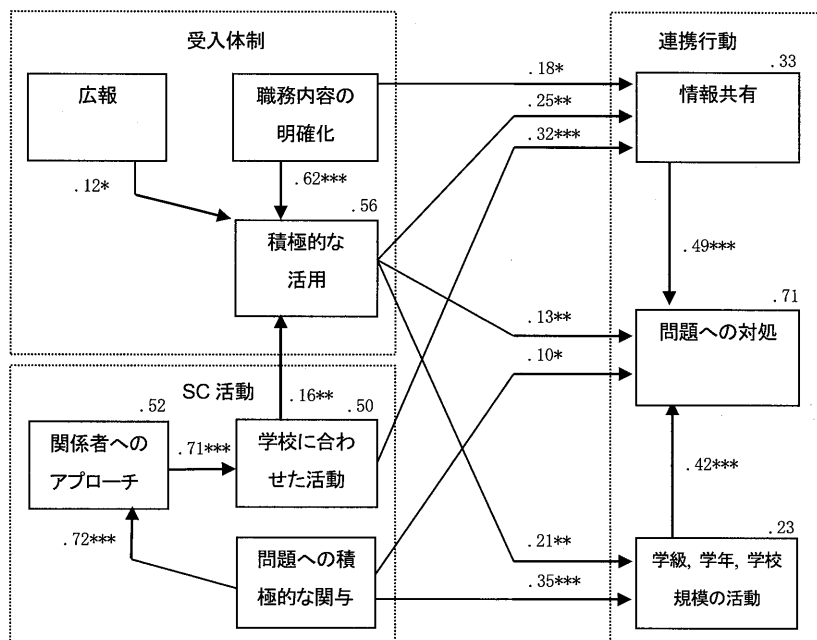 受入体制
広報
職務内容の
明確化
.12*
.62***
.56
積極的な
活用
SC 活動
.16**
.52
関係者への
アプローチ
.71***
.50
学校に合わ
せた活動
.72***
問題への積
極的な関与
.18*
.25**
.32***
.13**
.10*
.21**
.35***
連携行動
.33
情報共有
.49***
.71
問題への対処
.42***
.23
学級, 学年, 学校
規模の活動